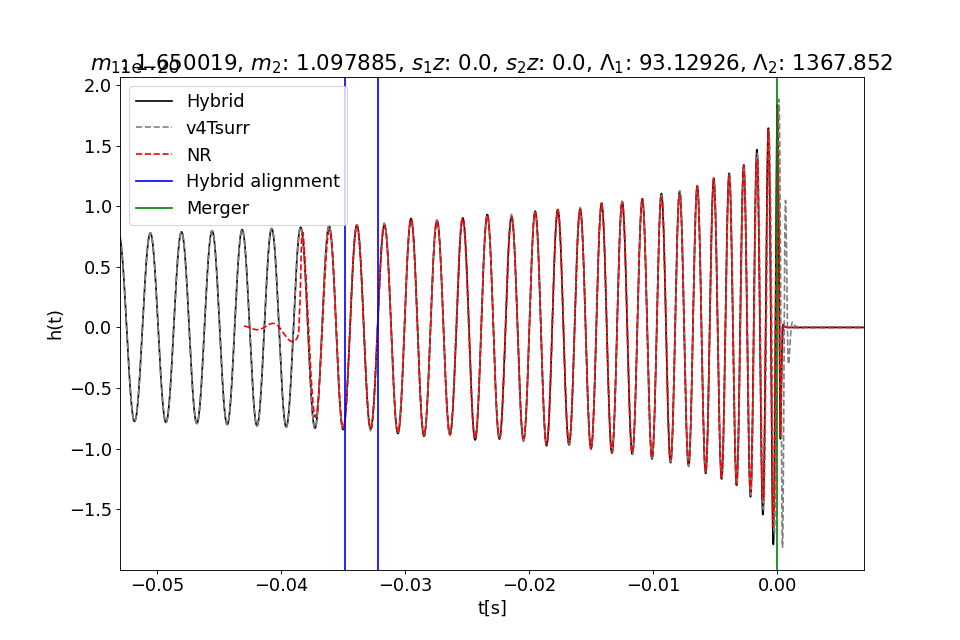 m₁: 1.650019, m₂: 1.097885, s₁z: 0.0, s₂z: 0.0, Λ₁: 93.12926, Λ₂: 1367.852
1e−20
Hybrid
v4Tsurr
NR
Hybrid alignment
Merger
2.0
1.5
1.0
0.5
0.0
−0.5
−1.0
−1.5
h(t)
−0.05 −0.04 −0.03 −0.02 −0.01 0.00
t[s]